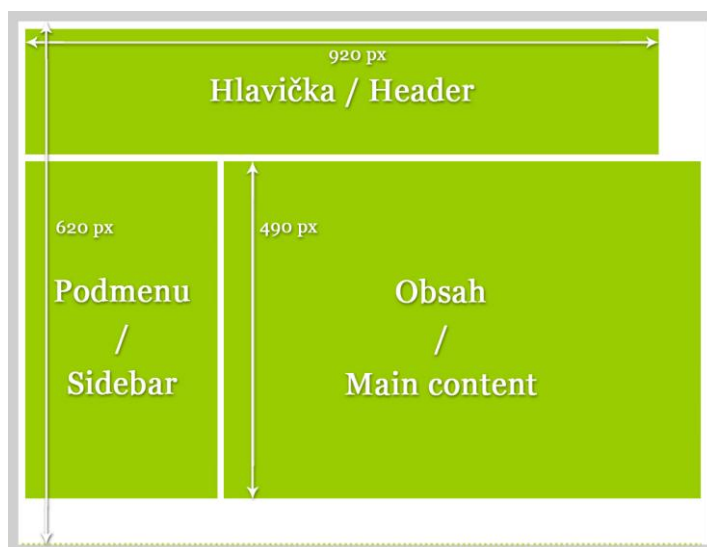 920 px
Hlavička / Header
620 px
490 px
Podmenu
/
Sidebar
Obsah
/
Main content